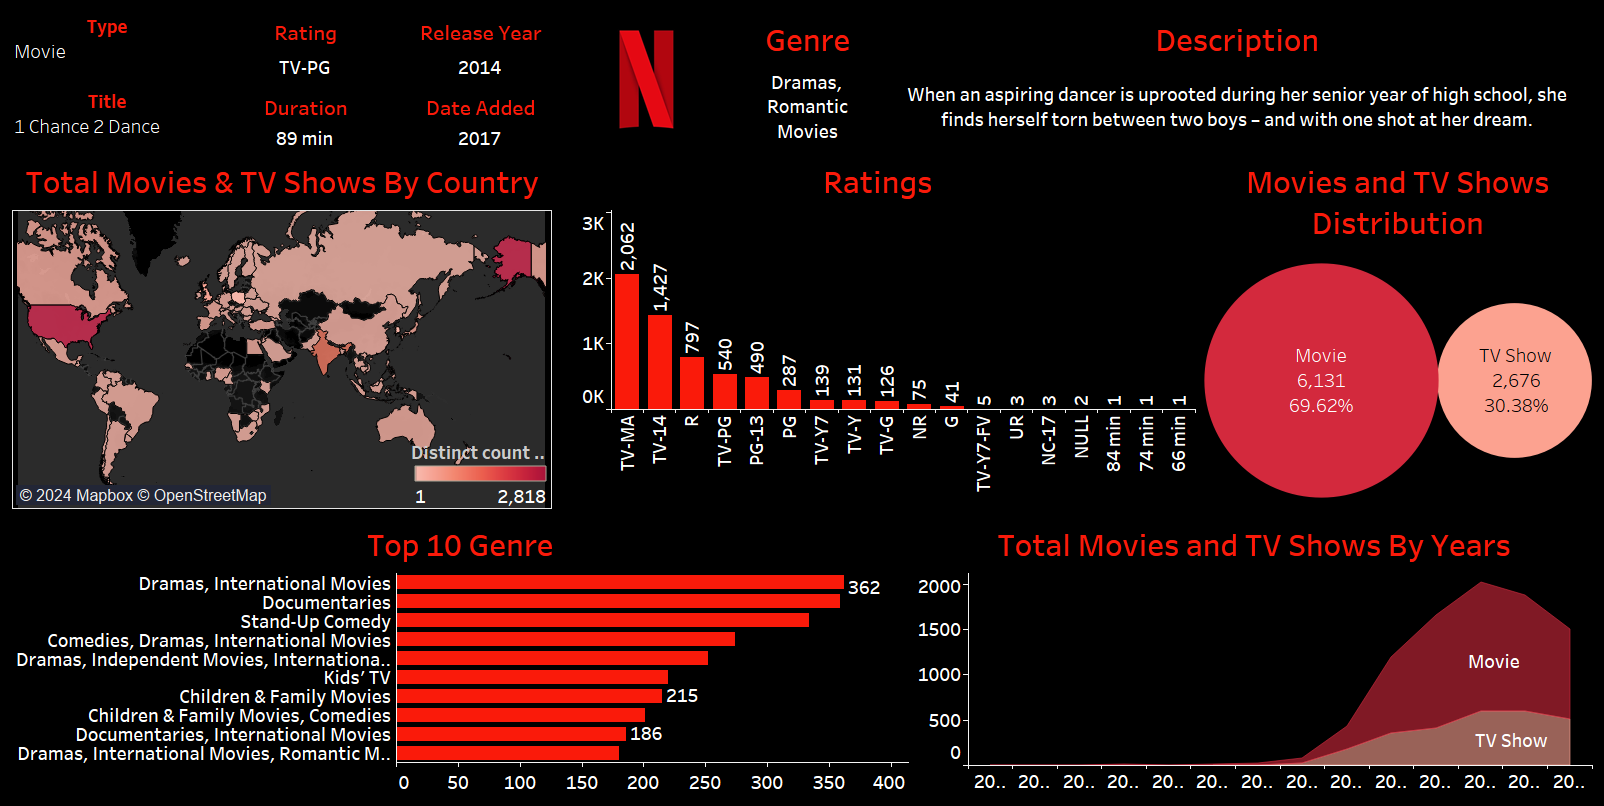 Type
Movie
Rating
TV-PG
Release Year
2014
Title
1 Chance 2 Dance
Duration
89 min
Date Added
2017
N
Genre
Dramas,
Romantic
Movies
Description
When an aspiring dancer is uprooted during her senior year of high school, she
finds herself torn between two boys – and with one shot at her dream.
Total Movies & TV Shows By Country
Distinct count ..
1 2,818
© 2024 Mapbox © OpenStreetMap
Ratings
3K
2K
1K
0K
2,062
1,427
797
540
490
287
139
131
126
75
41
5
3
3
2
1
1
1
TV-MA
TV-14
R
TV-PG
PG-13
PG
TV-Y7
TV-Y
TV-G
NR
G
TV-Y7-FV
UR
NC-17
NULL
84 min
74 min
66 min
Movies and TV Shows
Distribution
Movie
6,131
69.62%
TV Show
2,676
30.38%
Top 10 Genre
Dramas, International Movies 362
Documentaries
Stand-Up Comedy
Comedies, Dramas, International Movies
Dramas, Independent Movies, Internationa..
Kids' TV
Children & Family Movies 215
Children & Family Movies, Comedies
Documentaries, International Movies 186
Dramas, International Movies, Romantic M..
0 50 100 150 200 250 300 350 400
Total Movies and TV Shows By Years
2000
1500
1000
500
0
Movie
TV Show
20.. 20.. 20.. 20.. 20.. 20.. 20.. 20.. 20.. 20.. 20.. 20.. 20.. 20..